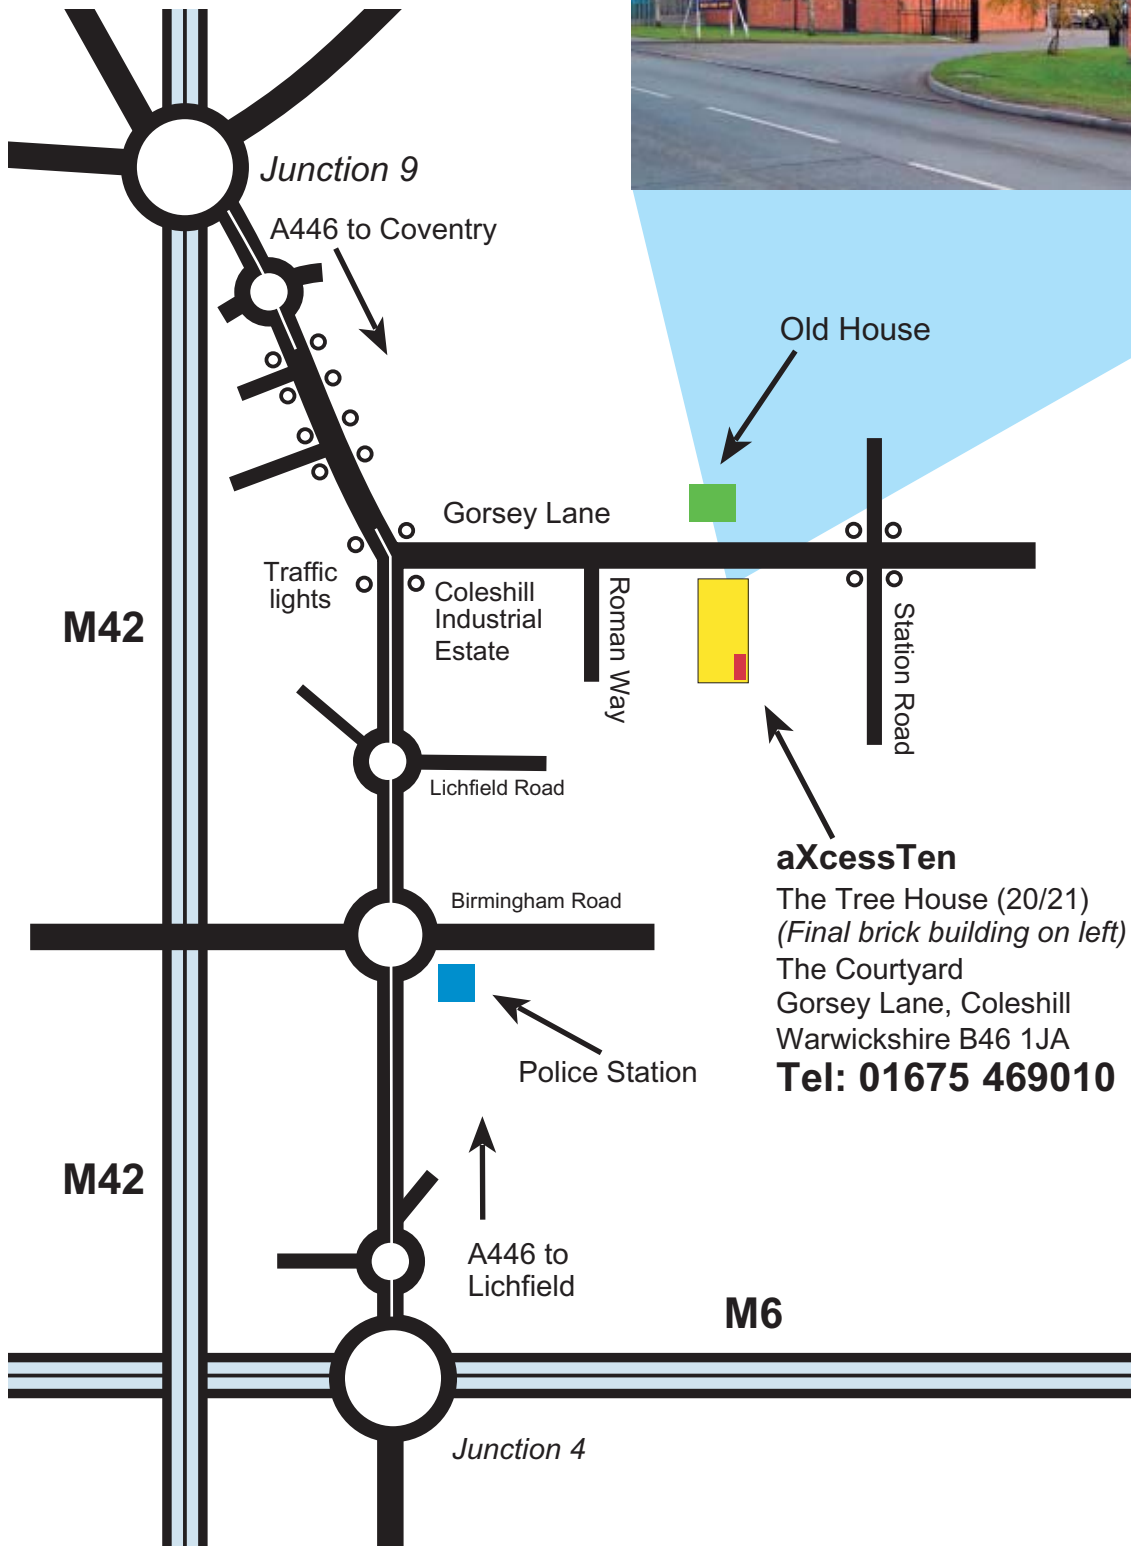 Junction 9
A446 to Coventry
Old House
Gorsey Lane
Traffic
lights
Coleshill
Industrial
Estate
Roman Way
Station Road
M42
Lichfield Road
aXcessTen
The Tree House (20/21)
(Final brick building on left)
The Courtyard
Gorsey Lane, Coleshill
Warwickshire B46 1JA
Tel: 01675 469010
Birmingham Road
Police Station
M42
A446 to
Lichfield
M6
Junction 4